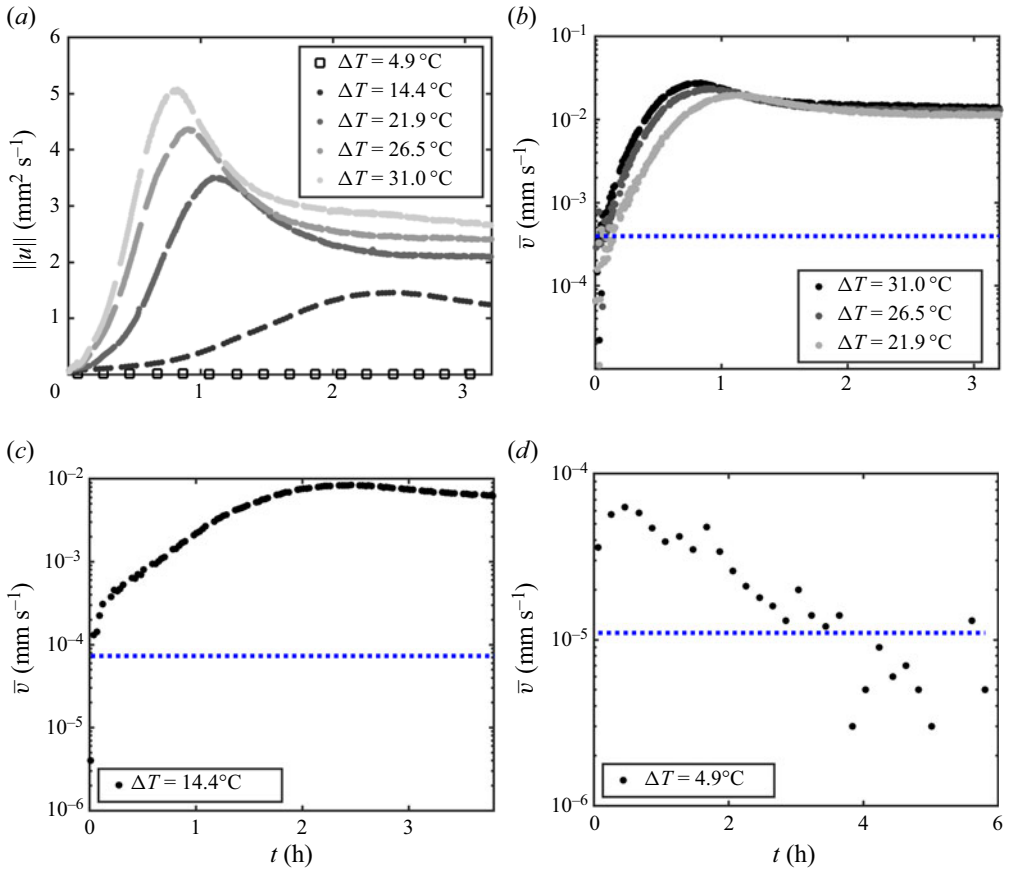 (a)
6
5
4
3
2
1
0
1
2
3
||u|| (mm² s⁻¹)
ΔT = 4.9 °C
ΔT = 14.4 °C
ΔT = 21.9 °C
ΔT = 26.5 °C
ΔT = 31.0 °C
(b)
10⁻¹
10⁻²
10⁻³
10⁻⁴
0
1
2
3
v̅ (mm s⁻¹)
ΔT = 31.0 °C
ΔT = 26.5 °C
ΔT = 21.9 °C
(c)
10⁻²
10⁻³
10⁻⁴
10⁻⁵
10⁻⁶
0
1
2
3
v̅ (mm s⁻¹)
ΔT = 14.4°C
t (h)
(d)
10⁻⁴
10⁻⁵
10⁻⁶
0
2
4
6
v̅ (mm s⁻¹)
ΔT = 4.9°C
t (h)